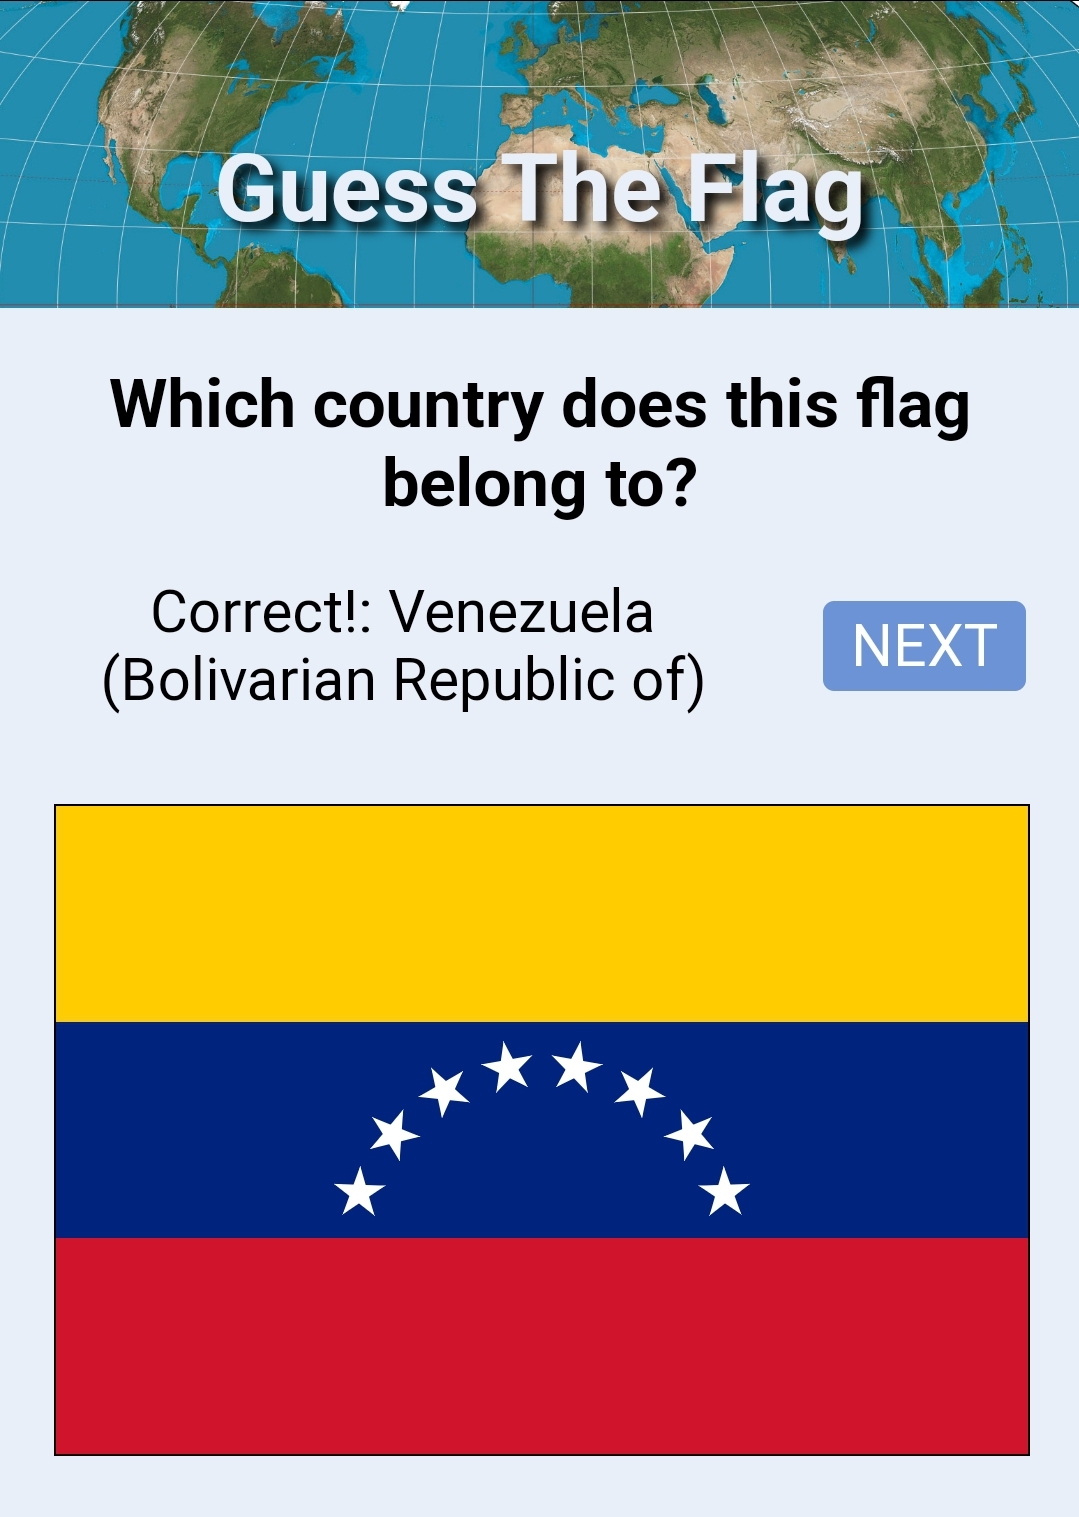 Guess The Flag
Which country does this flag
belong to?
Correct!: Venezuela
(Bolivarian Republic of)
NEXT